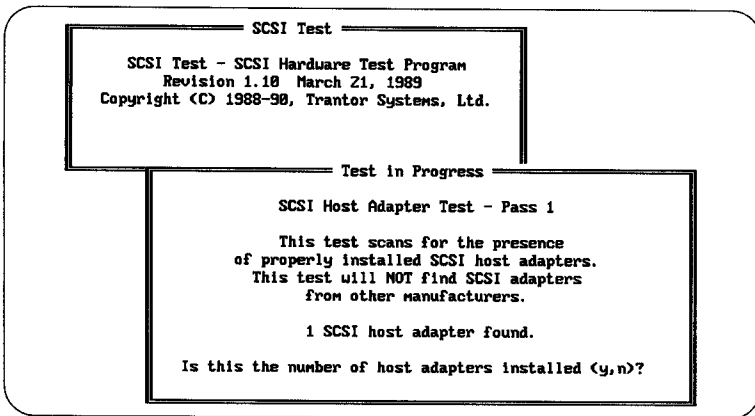 SCSI Test
SCSI Test - SCSI Hardware Test Program
Revision 1.10 March 21, 1989
Copyright (C) 1988-90, Trantor Systems, Ltd.
Test in Progress
SCSI Host Adapter Test - Pass 1
This test scans for the presence
of properly installed SCSI host adapters.
This test will NOT find SCSI adapters
from other manufacturers.
1 SCSI host adapter found.
Is this the number of host adapters installed (y,n)?